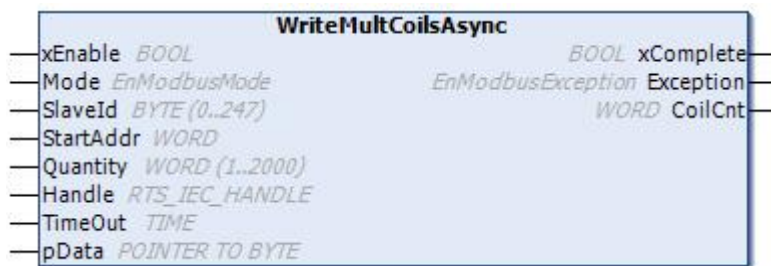 WriteMultCoilsAsync
xEnable BOOL BOOL xComplete
Mode EnModbusMode EnModbusException Exception
SlaveId BYTE (0..247) WORD CoilCnt
StartAddr WORD
Quantity WORD (1..2000)
Handle RTS_IEC_HANDLE
TimeOut TIME
pData POINTER TO BYTE